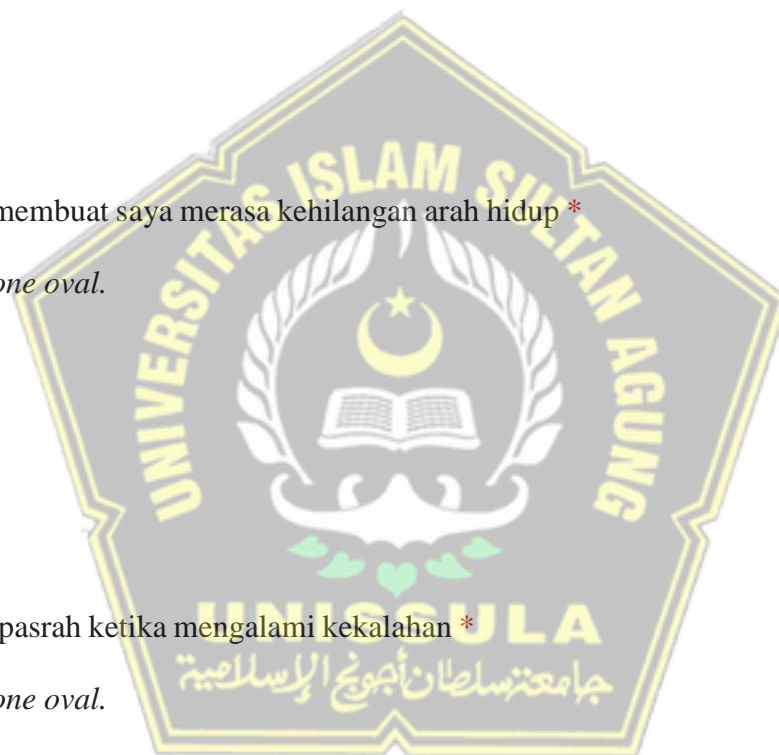 membuat saya merasa kehilangan arah hidup *
one oval.
UNIVERSITAS ISLAM SULTAN AGUNG
pasrah ketika mengalami kekalahan *
UNISSULA
جامعة سلطان أجونج الإسلامية
one oval.